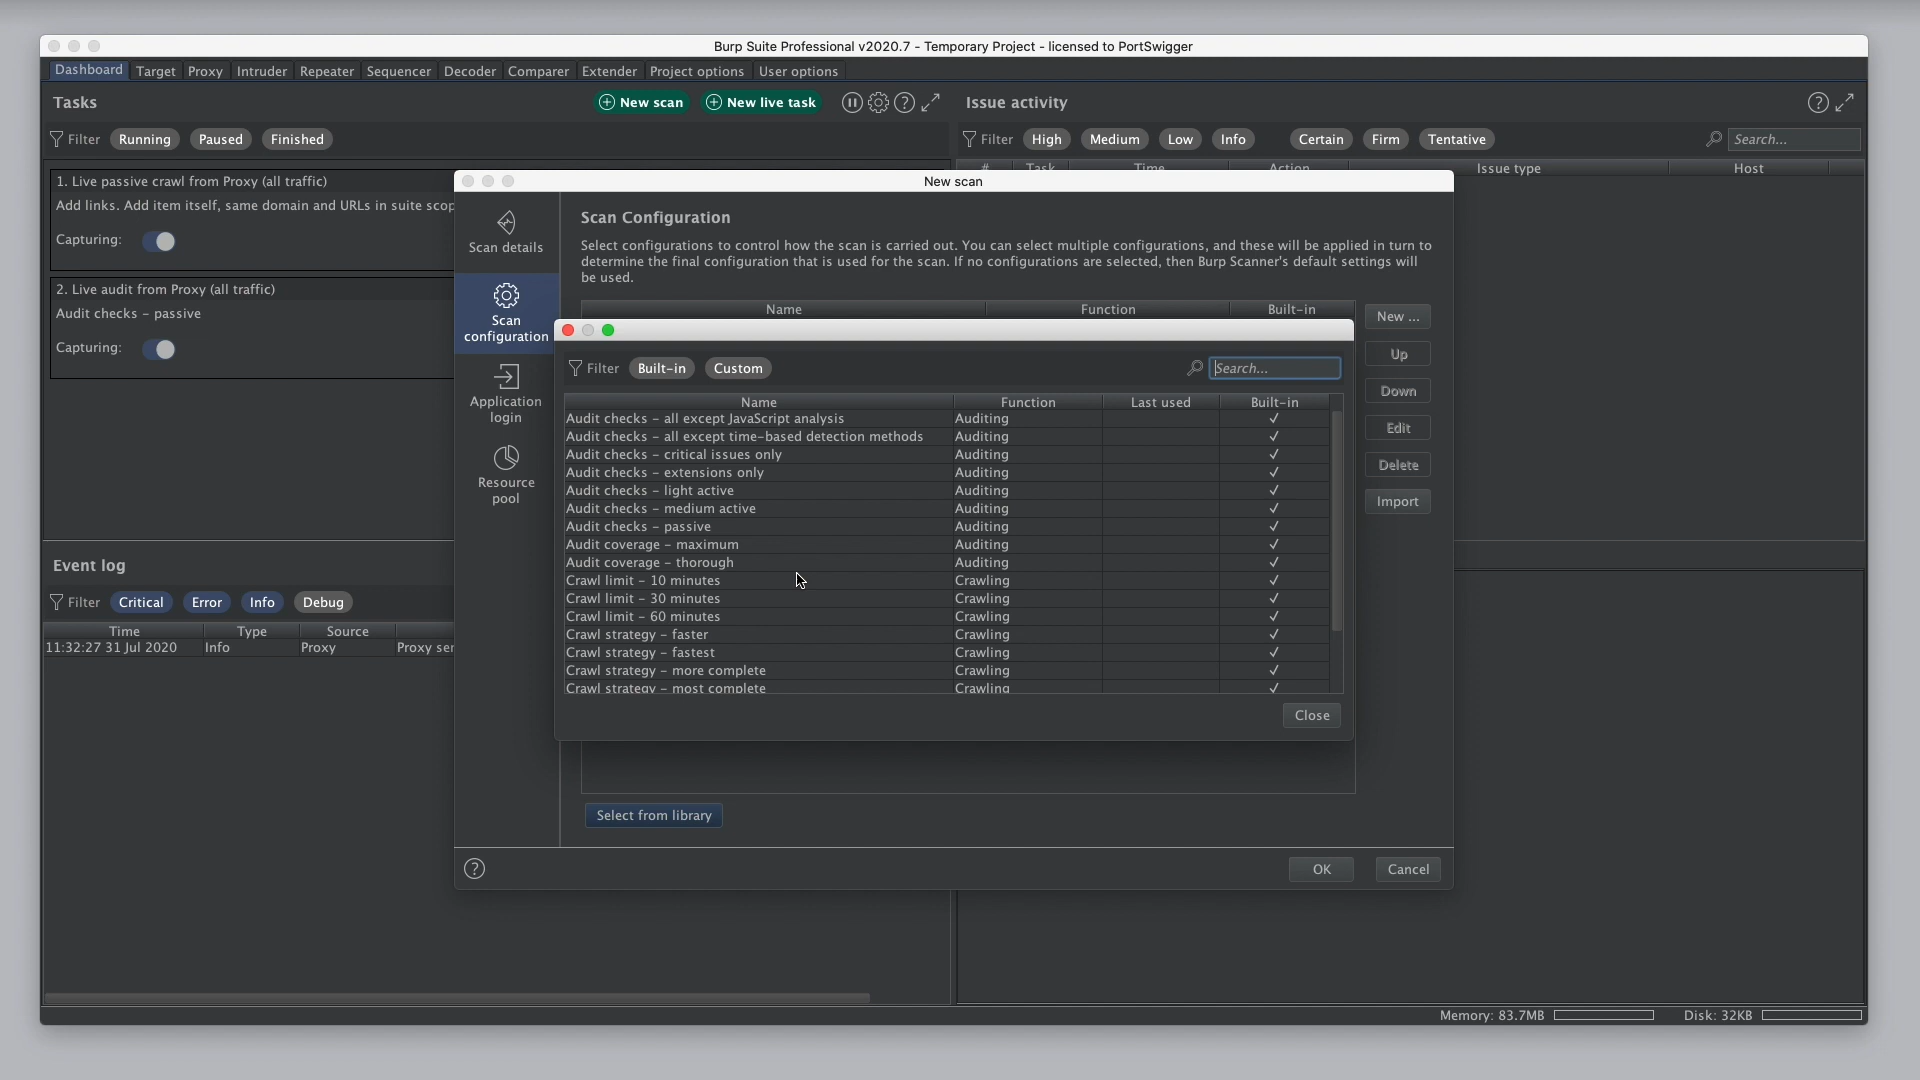 Burp Suite Professional v2020.7 - Temporary Project - licensed to PortSwigger
Dashboard Target Proxy Intruder Repeater Sequencer Decoder Comparer Extender Project options User options
Tasks New scan New live task ? Issue activity ?
Filter Running Paused Finished Filter High Medium Low Info Certain Firm Tentative Search...
# Task Time Action Issue type Host
1. Live passive crawl from Proxy (all traffic)
Add links. Add item itself, same domain and URLs in suite scop
Capturing:
2. Live audit from Proxy (all traffic)
Audit checks - passive
Capturing:
New scan
Scan details
Scan
configuration
Application
login
Resource
pool
Scan Configuration
Select configurations to control how the scan is carried out. You can select multiple configurations, and these will be applied in turn to
determine the final configuration that is used for the scan. If no configurations are selected, then Burp Scanner's default settings will
be used.
Name Function Built-in
New ...
Up
Down
Edit
Delete
Import
Filter Built-in Custom Search...
Name Function Last used Built-in
Audit checks - all except JavaScript analysis Auditing ✓
Audit checks - all except time-based detection methods Auditing ✓
Audit checks - critical issues only Auditing ✓
Audit checks - extensions only Auditing ✓
Audit checks - light active Auditing ✓
Audit checks - medium active Auditing ✓
Audit checks - passive Auditing ✓
Audit coverage - maximum Auditing ✓
Audit coverage - thorough Auditing ✓
Crawl limit - 10 minutes Crawling ✓
Crawl limit - 30 minutes Crawling ✓
Crawl limit - 60 minutes Crawling ✓
Crawl strategy - faster Crawling ✓
Crawl strategy - fastest Crawling ✓
Crawl strategy - more complete Crawling ✓
Crawl strategy - most complete Crawling ✓
Close
Select from library
? OK Cancel
Event log
Filter Critical Error Info Debug
Time Type Source
11:32:27 31 Jul 2020 Info Proxy Proxy ser
Memory: 83.7MB Disk: 32KB